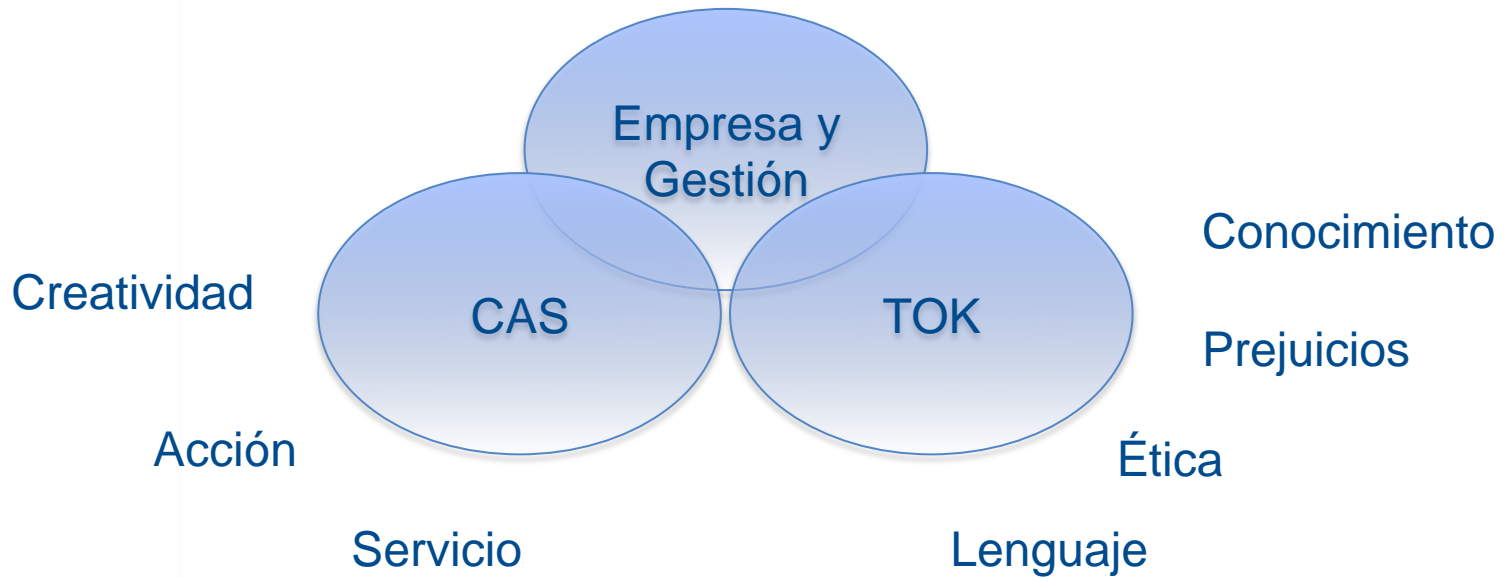 Empresa y
Gestión
Conocimiento
Creatividad
CAS
TOK
Prejuicios
Acción
Ética
Servicio
Lenguaje